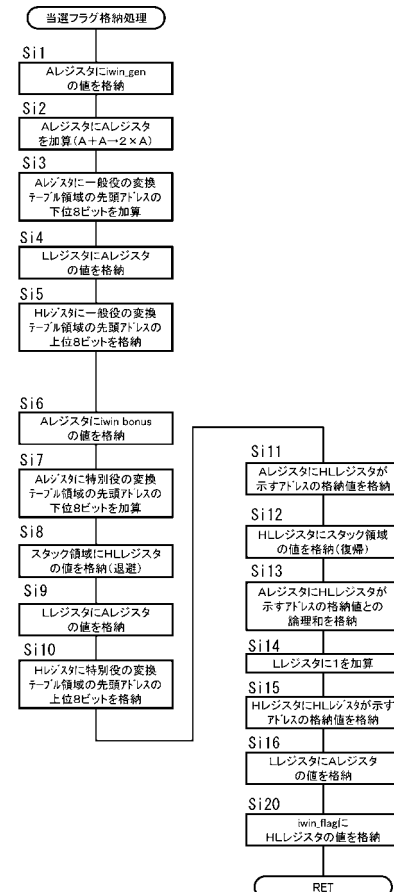 当選フラグ格納処理
Si1
Aレジスタにiwin_gen
の値を格納
Si2
AレジスタにAレジスタ
を加算(A+A→2×A)
Si3
Aレジスタに一般役の変換
テーブル領域の先頭アドレスの
下位8ビットを加算
Si4
LレジスタにAレジスタ
の値を格納
Si5
Hレジスタに一般役の変換
テーブル領域の先頭アドレスの
上位8ビットを格納
Si6
Aレジスタにiwin bonus
の値を格納
Si7
Aレジスタに特別役の変換
テーブル領域の先頭アドレスの
下位8ビットを加算
Si8
スタック領域にHLレジスタ
の値を格納(退避)
Si9
LレジスタにAレジスタ
の値を格納
Si10
Hレジスタに特別役の変換
テーブル領域の先頭アドレスの
上位8ビットを格納
Si11
AレジスタにHLレジスタが
示すアドレスの格納値を格納
Si12
HLレジスタにスタック領域
の値を格納(復帰)
Si13
AレジスタにHLレジスタが
示すアドレスの格納値との
論理和を格納
Si14
Lレジスタに1を加算
Si15
HレジスタにHLレジスタが示す
アドレスの格納値を格納
Si16
LレジスタにAレジスタ
の値を格納
Si20
iwin_flagに
HLレジスタの値を格納
RET